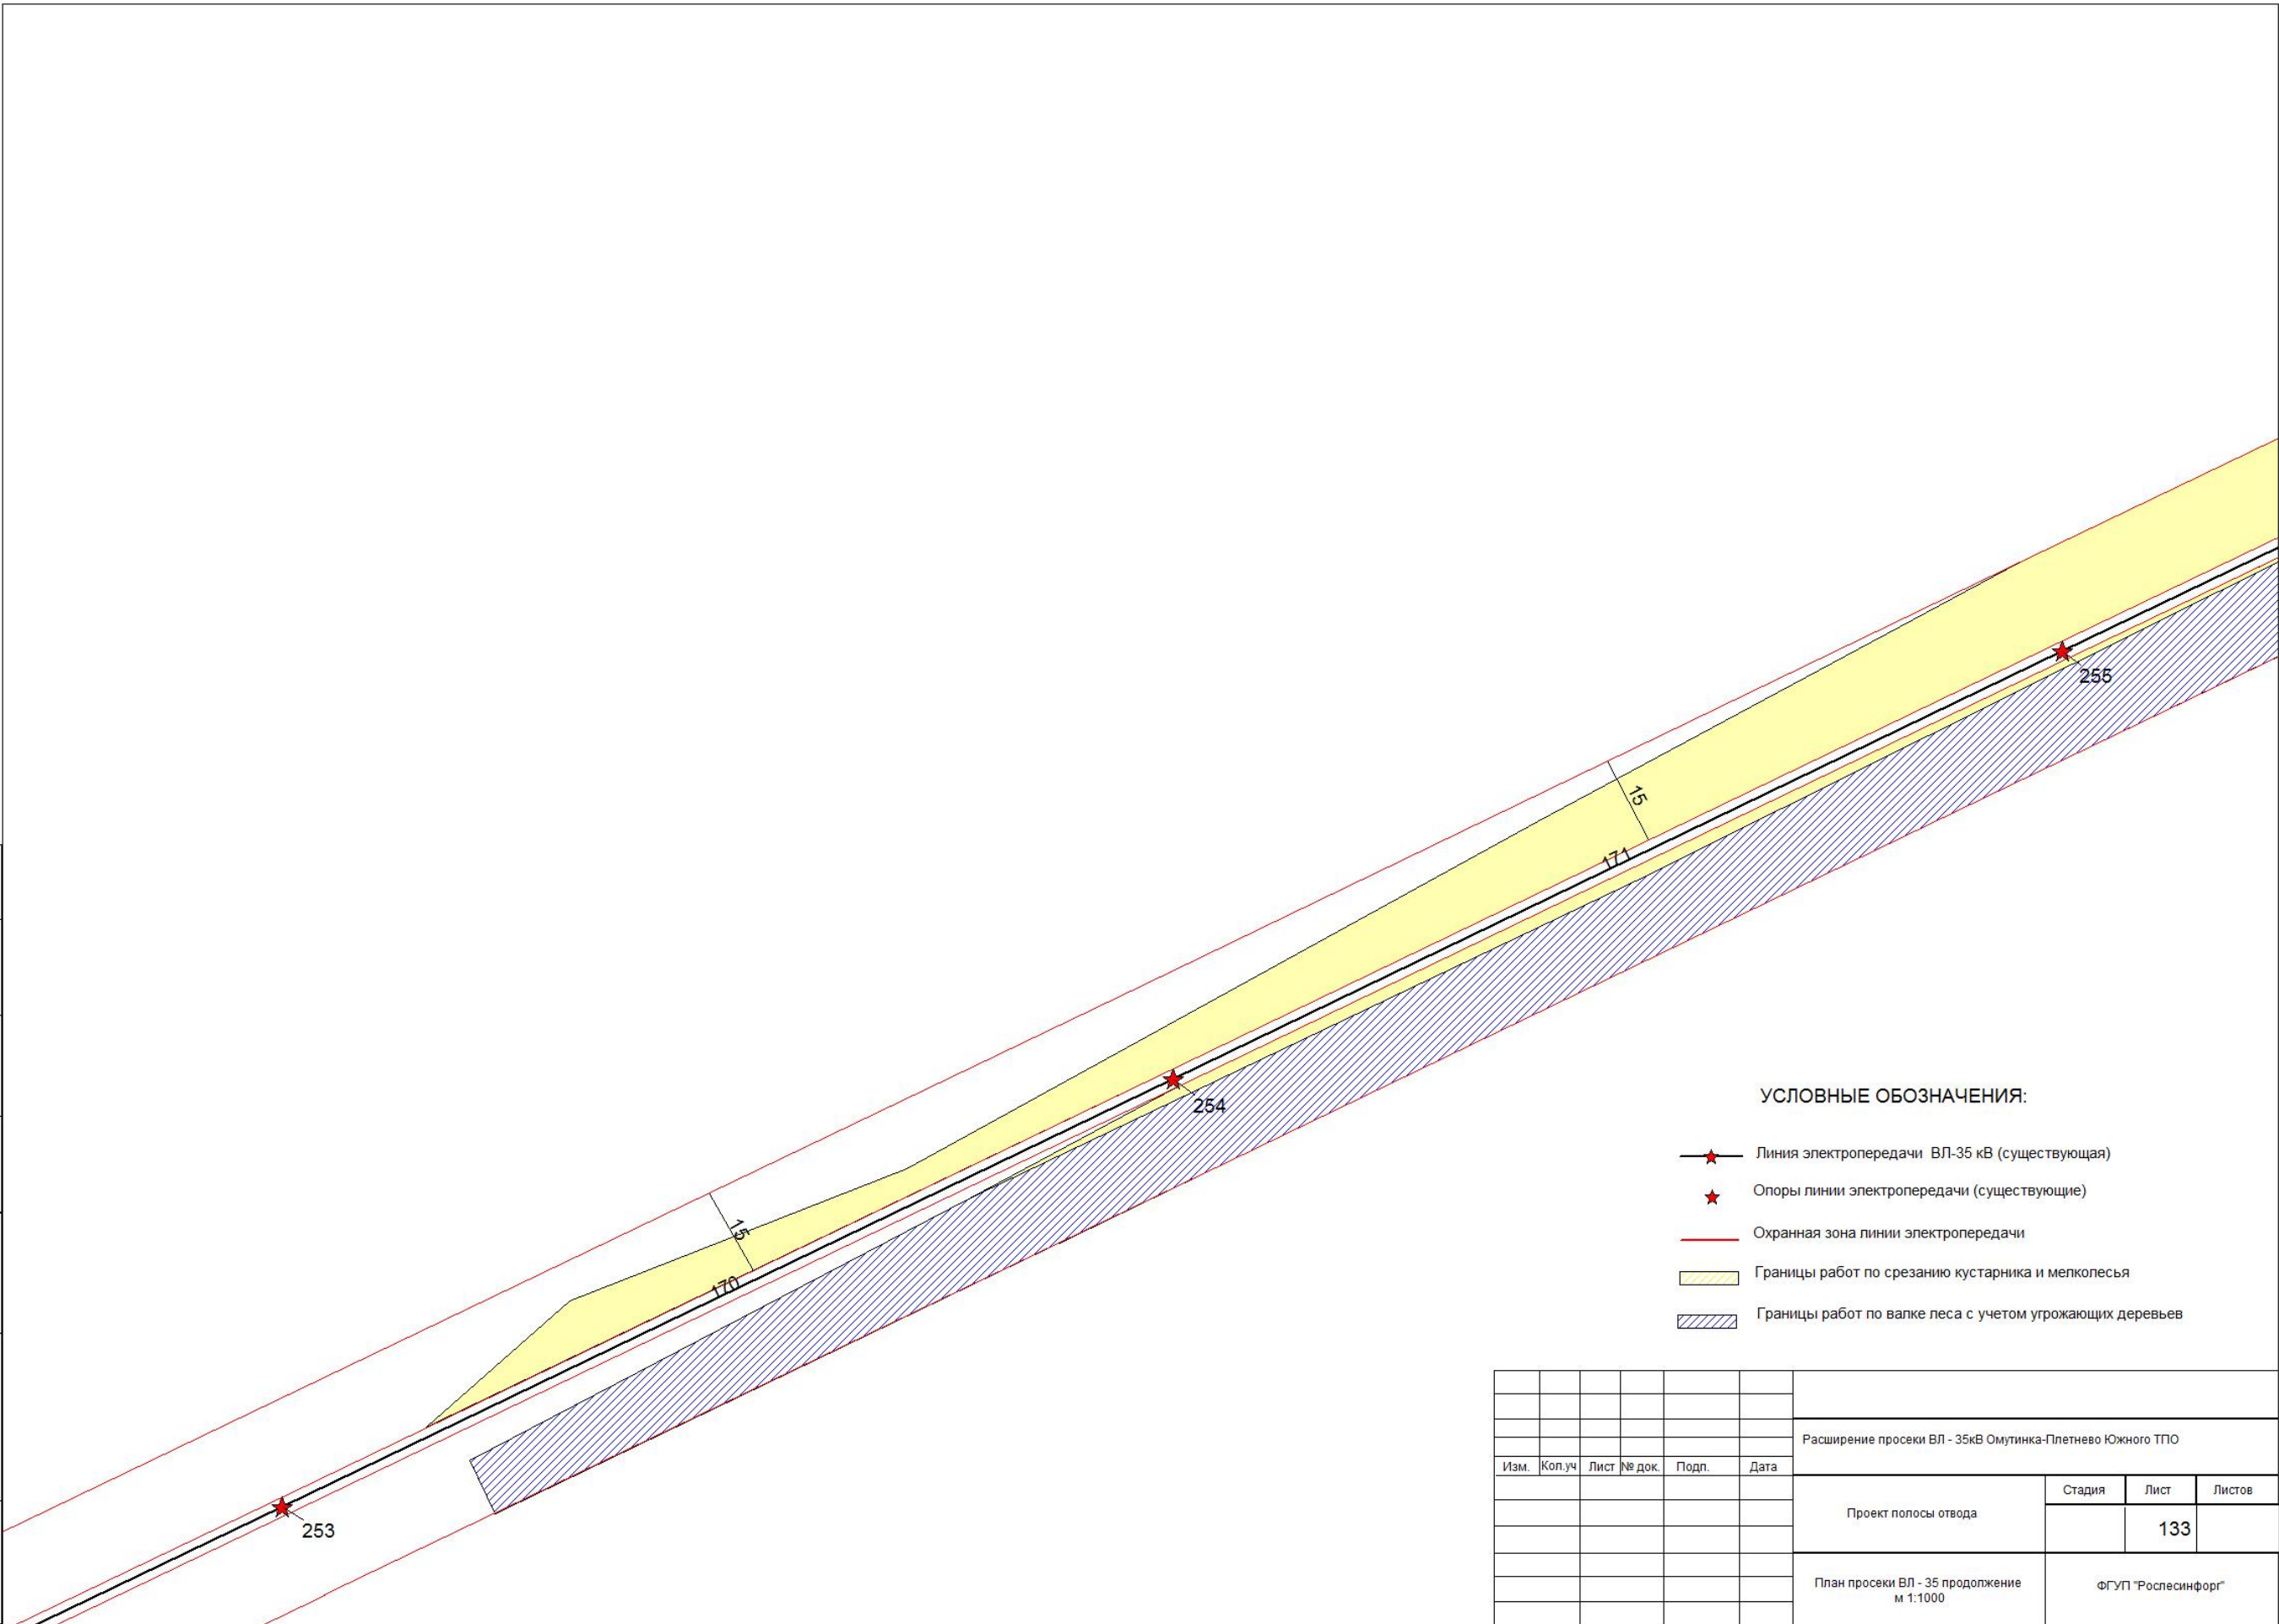 15
171
255
254
15
170
253
УСЛОВНЫЕ ОБОЗНАЧЕНИЯ:
Линия электропередачи ВЛ-35 кВ (существующая)
Опоры линии электропередачи (существующие)
Охранная зона линии электропередачи
Границы работ по срезанию кустарника и мелколесья
Границы работ по валке леса с учетом угрожающих деревьев
Расширение просеки ВЛ - 35кВ Омутинка-Плетнево Южного ТПО
Изм. Кол.уч Лист № док. Подп. Дата
Проект полосы отвода
Стадия Лист Листов
133
План просеки ВЛ - 35 продолжение
м 1:1000
ФГУП "Рослесинфорг"